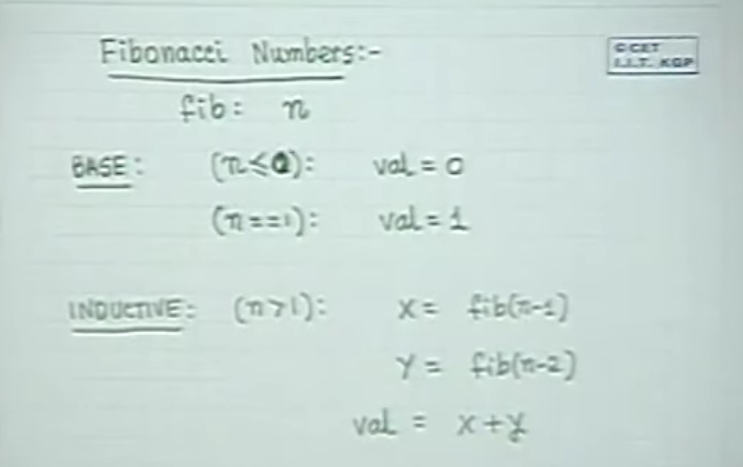 Fibonacci Numbers:-
© CET
I.I.T. KGP
fib: n
BASE: (n≤0): val = 0
(n==1): val = 1
INDUCTIVE: (n>1): x = fib(n-1)
y = fib(n-2)
val = x+y